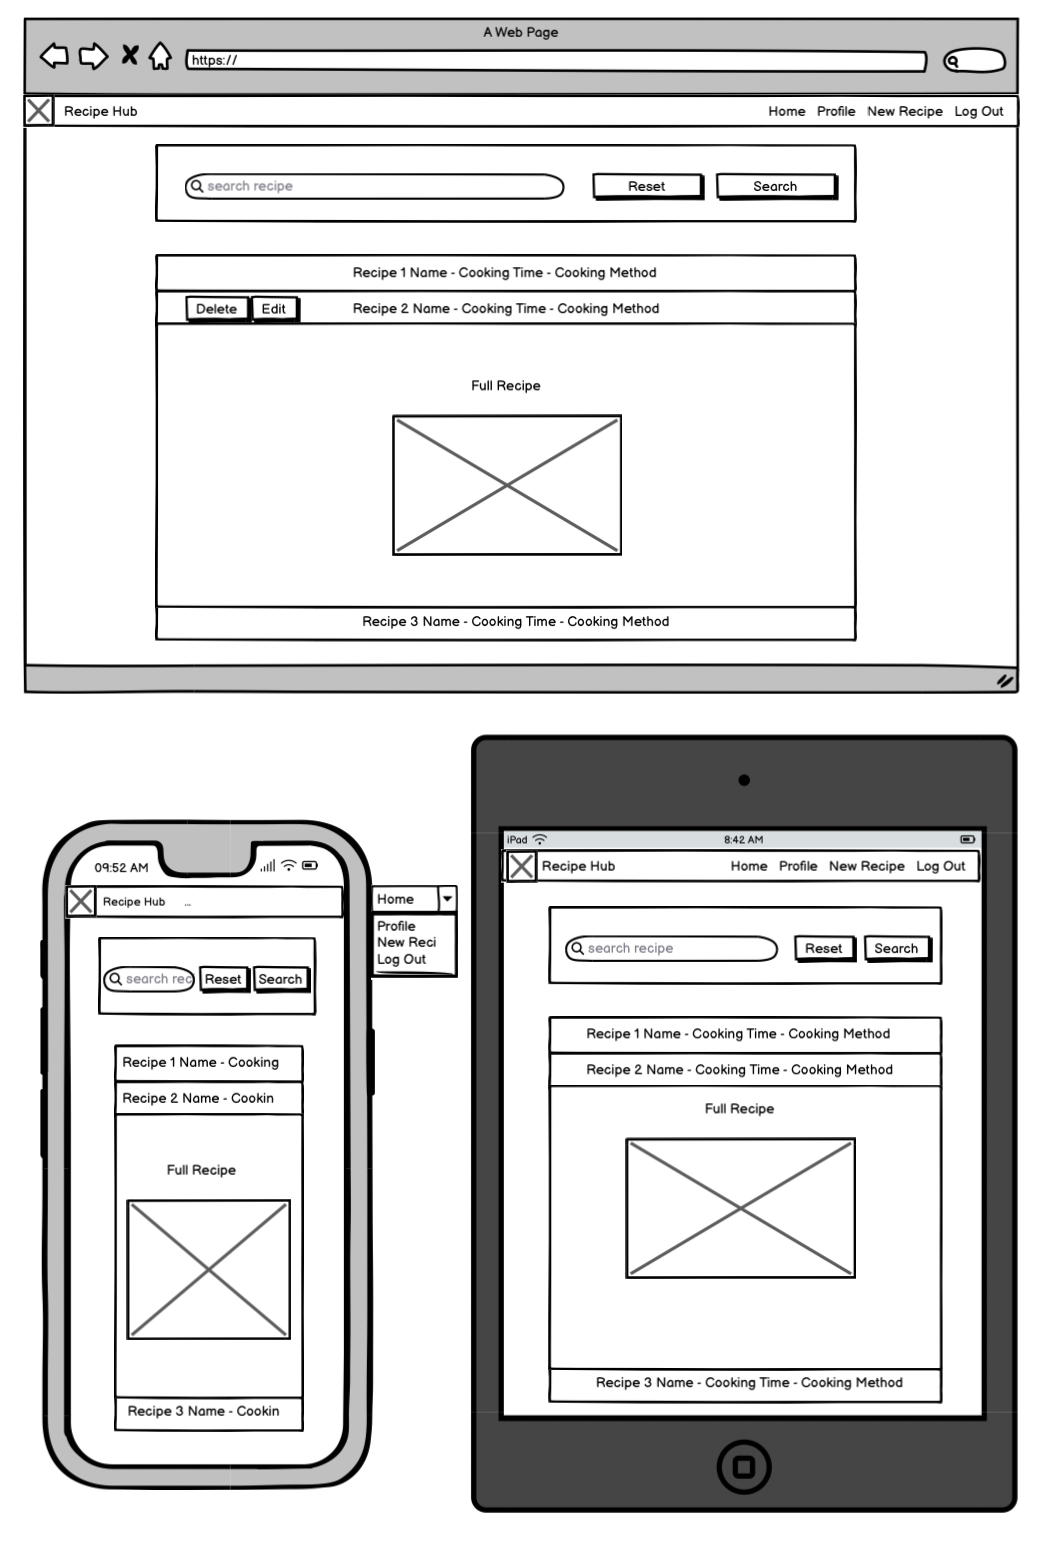 A Web Page
https://
Recipe Hub Home Profile New Recipe Log Out
search recipe Reset Search
Recipe 1 Name - Cooking Time - Cooking Method
Delete Edit Recipe 2 Name - Cooking Time - Cooking Method
Full Recipe
Recipe 3 Name - Cooking Time - Cooking Method
09:52 AM
Recipe Hub ...
Home
Profile
New Reci
Log Out
search rec Reset Search
Recipe 1 Name - Cooking
Recipe 2 Name - Cookin
Full Recipe
Recipe 3 Name - Cookin
iPad 8:42 AM
Recipe Hub Home Profile New Recipe Log Out
search recipe Reset Search
Recipe 1 Name - Cooking Time - Cooking Method
Recipe 2 Name - Cooking Time - Cooking Method
Full Recipe
Recipe 3 Name - Cooking Time - Cooking Method